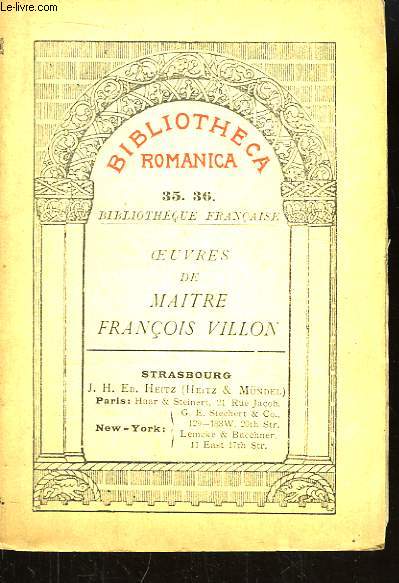 Le-livre.com
BIBLIOTHECA
ROMANICA
35. 36.
BIBLIOTHÈQUE FRANÇAISE
ŒUVRES
DE
MAITRE
FRANÇOIS VILLON
STRASBOURG
J. H. ED. HEITZ (HEITZ & MÜNDEL)
Paris: Haar & Steinert, 21 Rue Jacob.
New-York: G. E. Stechert & Co.,
129-133W. 20th Str.
Lemcke & Buechner,
11 East 17th Str.